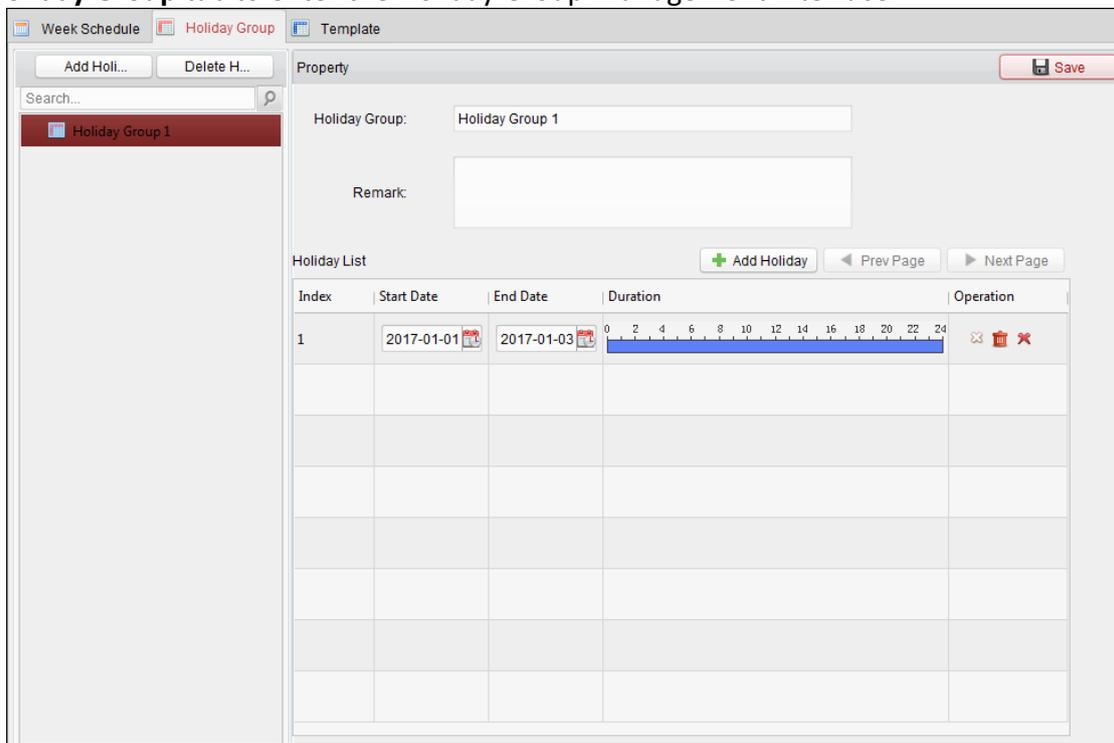 Week Schedule Holiday Group Template
Add Holi... Delete H... Property Save
Search...
Holiday Group: Holiday Group 1
Holiday Group 1
Remark:
Holiday List Add Holiday Prev Page Next Page
Index Start Date End Date Duration Operation
0 2 4 6 8 10 12 14 16 18 20 22 24
1 2017-01-01 2017-01-03